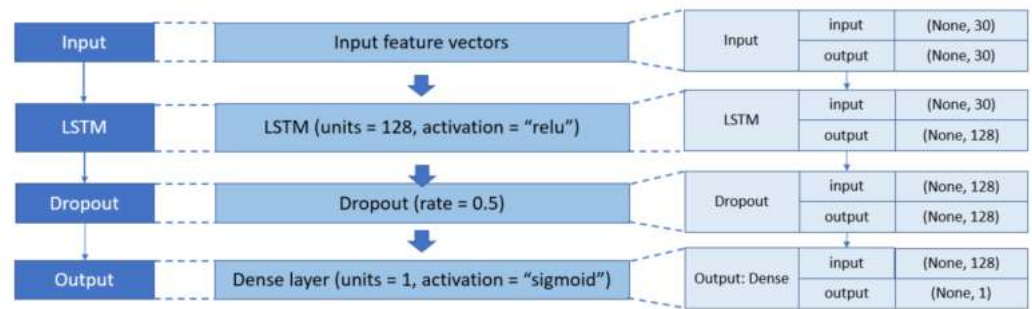 Input
Input feature vectors
Input
input
(None, 30)
output
(None, 30)
LSTM
LSTM (units = 128, activation = “relu”)
LSTM
input
(None, 30)
output
(None, 128)
Dropout
Dropout (rate = 0.5)
Dropout
input
(None, 128)
output
(None, 128)
Output
Dense layer (units = 1, activation = “sigmoid”)
Output: Dense
input
(None, 128)
output
(None, 1)